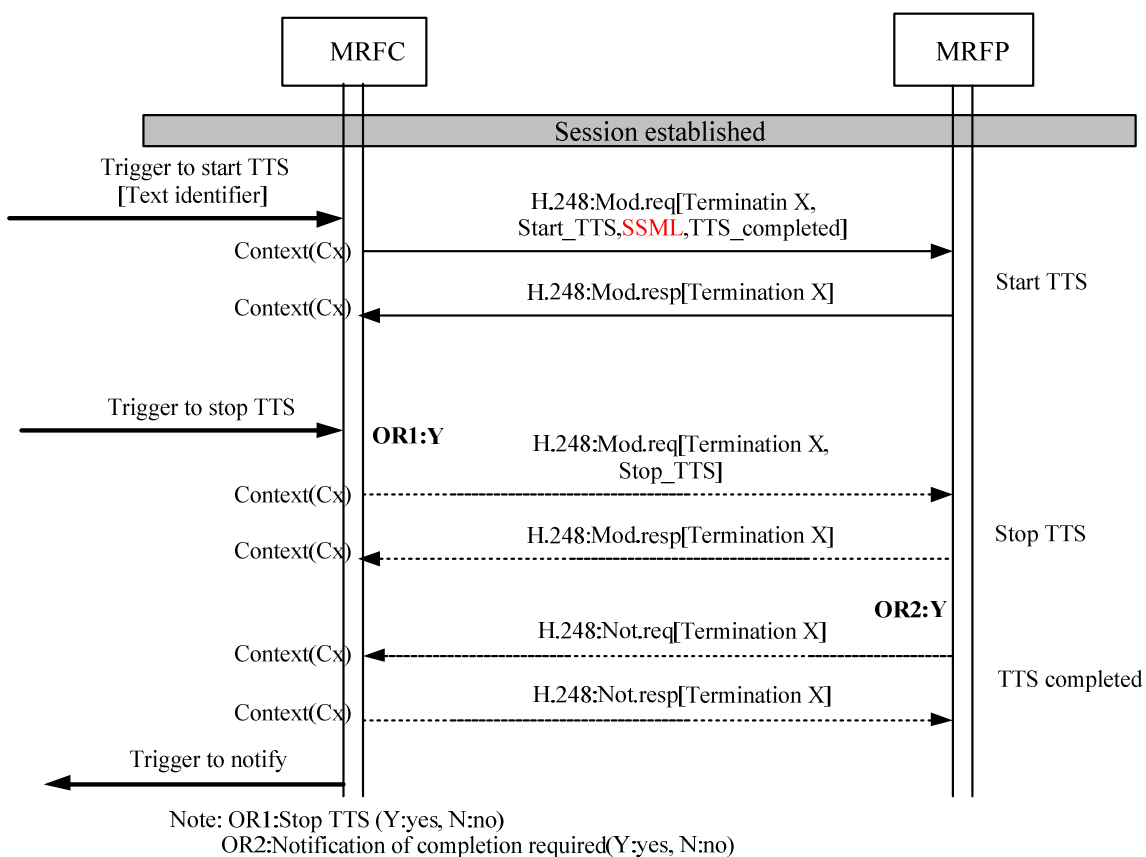 MRFC
MRFP
Session established
Trigger to start TTS
[Text identifier]
H.248:Mod.req[Terminatin X,
Start_TTS,SSML,TTS_completed]
Context(Cx)
Start TTS
H.248:Mod.resp[Termination X]
Context(Cx)
Trigger to stop TTS
OR1:Y
H.248:Mod.req[Termination X,
Stop_TTS]
Context(Cx)
H.248:Mod.resp[Termination X]
Stop TTS
Context(Cx)
OR2:Y
H.248:Not.req[Termination X]
Context(Cx)
TTS completed
H.248:Not.resp[Termination X]
Context(Cx)
Trigger to notify
Note: OR1:Stop TTS (Y:yes, N:no)
OR2:Notification of completion required(Y:yes, N:no)